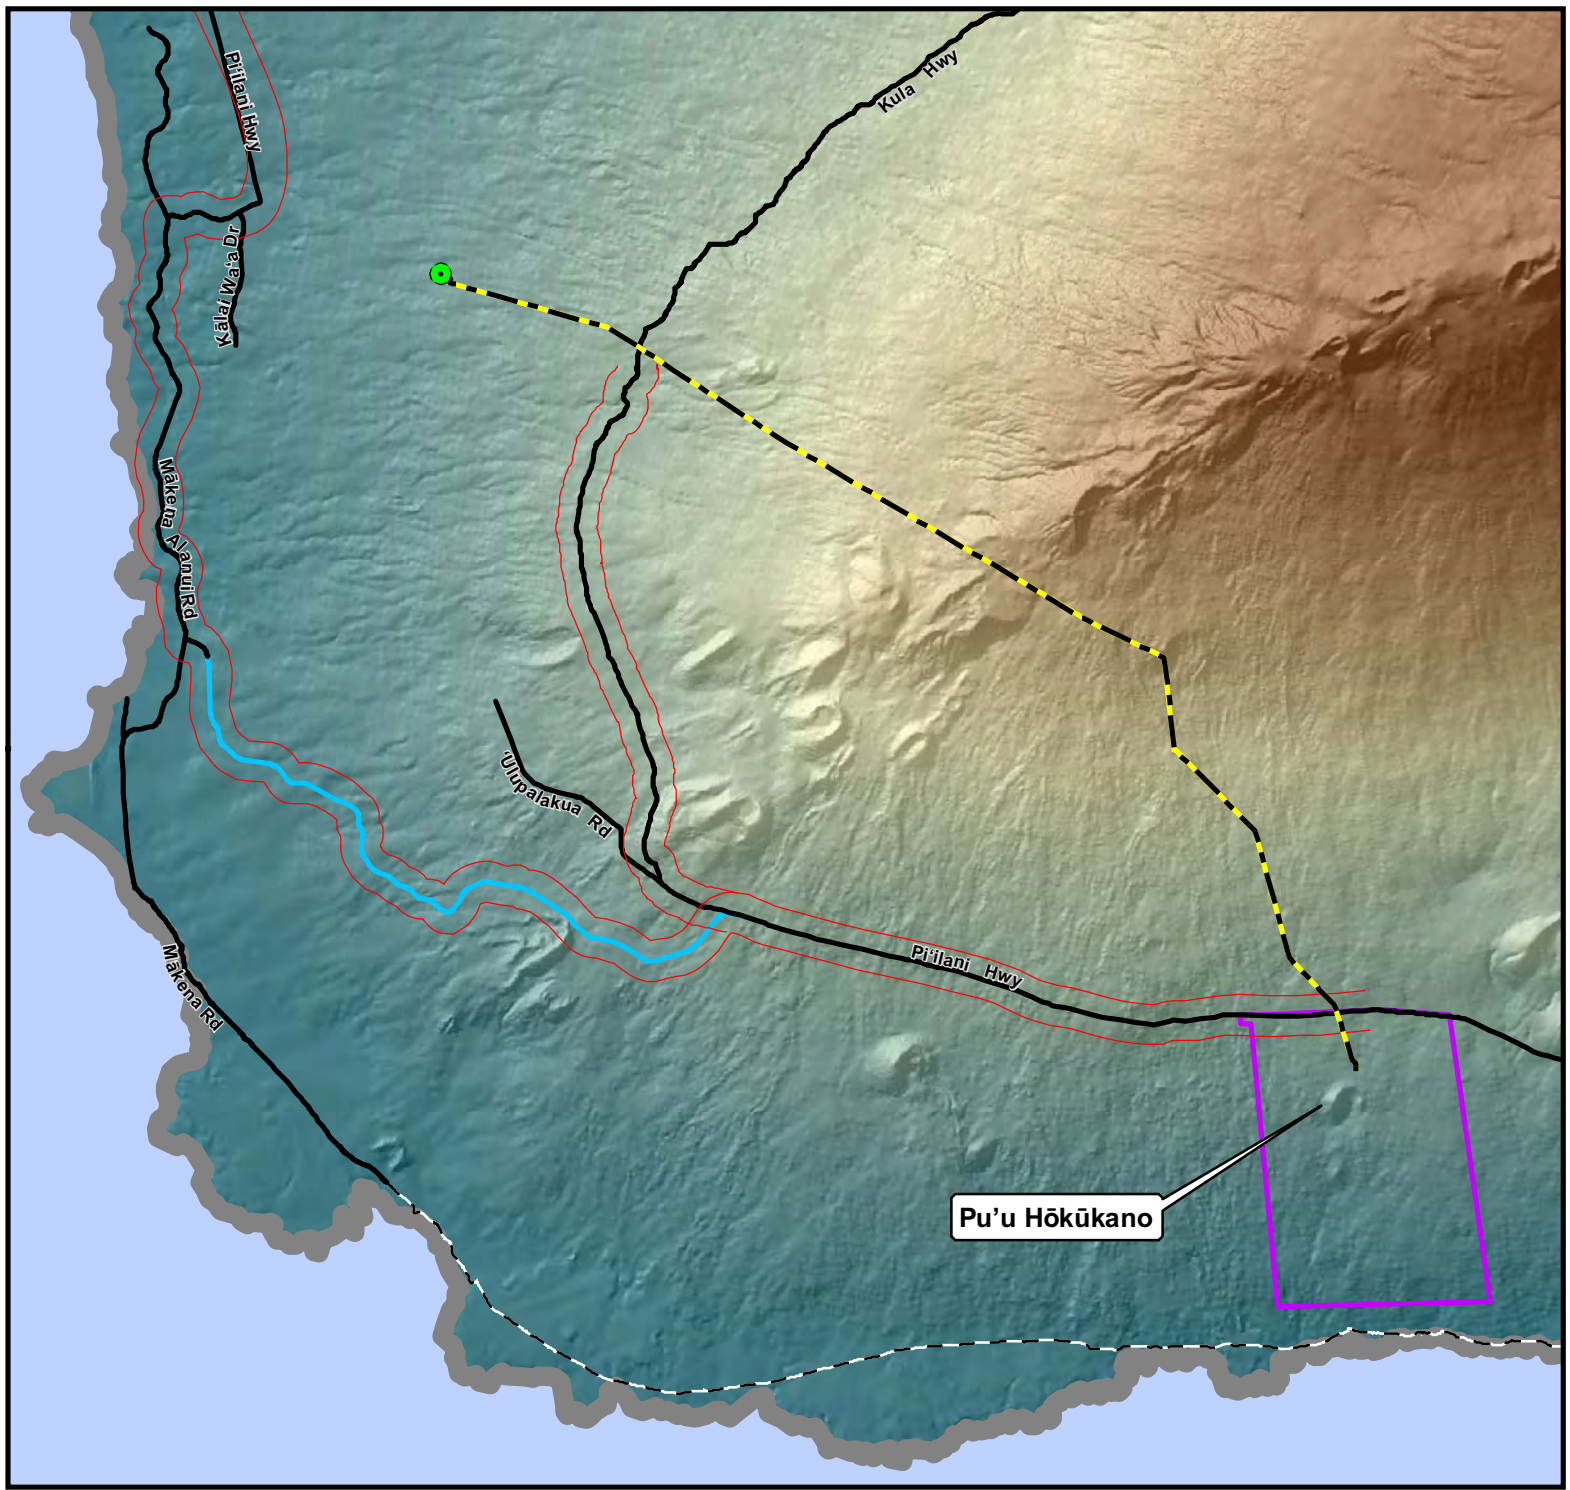 Pi‘ilani Hwy
Kula Hwy
Kālai Wa‘a Dr
Mākena Alanui Rd
‘Ulupalakua Rd
Pi‘ilani Hwy
Mākena Rd
Pu’u Hōkūkano